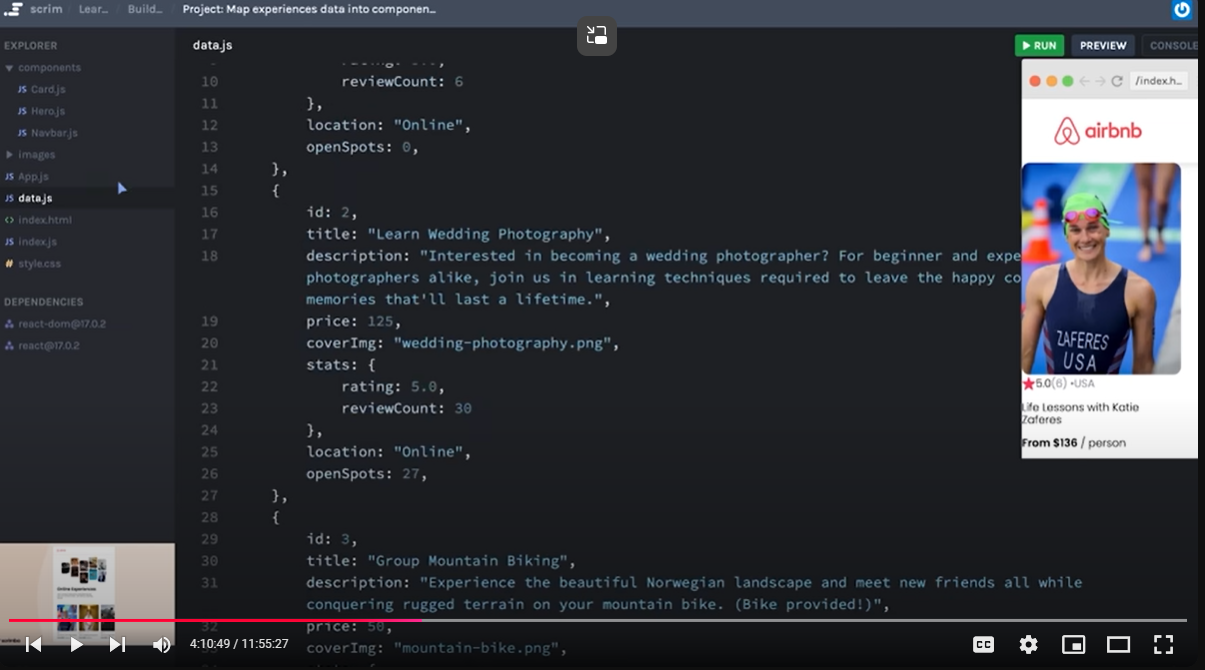 scrim / Lear... / Build... / Project: Map experiences data into componen...
EXPLORER
components
JS Card.js
JS Hero.js
JS Navbar.js
images
JS App.js
JS data.js
<> index.html
JS index.js
# style.css
DEPENDENCIES
react-dom@17.0.2
react@17.0.2
data.js
RUN
PREVIEW
CONSOLE
10 reviewCount: 6
11 },
12 location: "Online",
13 openSpots: 0,
14 },
15 {
16 id: 2,
17 title: "Learn Wedding Photography",
18 description: "Interested in becoming a wedding photographer? For beginner and expe
photographers alike, join us in learning techniques required to leave the happy co
memories that'll last a lifetime.",
19 price: 125,
20 coverImg: "wedding-photography.png",
21 stats: {
22 rating: 5.0,
23 reviewCount: 30
24 },
25 location: "Online",
26 openSpots: 27,
27 },
28 {
29 id: 3,
30 title: "Group Mountain Biking",
31 description: "Experience the beautiful Norwegian landscape and meet new friends all while
conquering rugged terrain on your mountain bike. (Bike provided!)",
32 price: 50,
coverImg: "mountain-bike.png",
/index.h...
airbnb
ZAFERES
USA
5.0(6) •USA
Life Lessons with Katie
Zaferes
From $136 / person
Online Experiences
4:10:49 / 11:55:27
CC